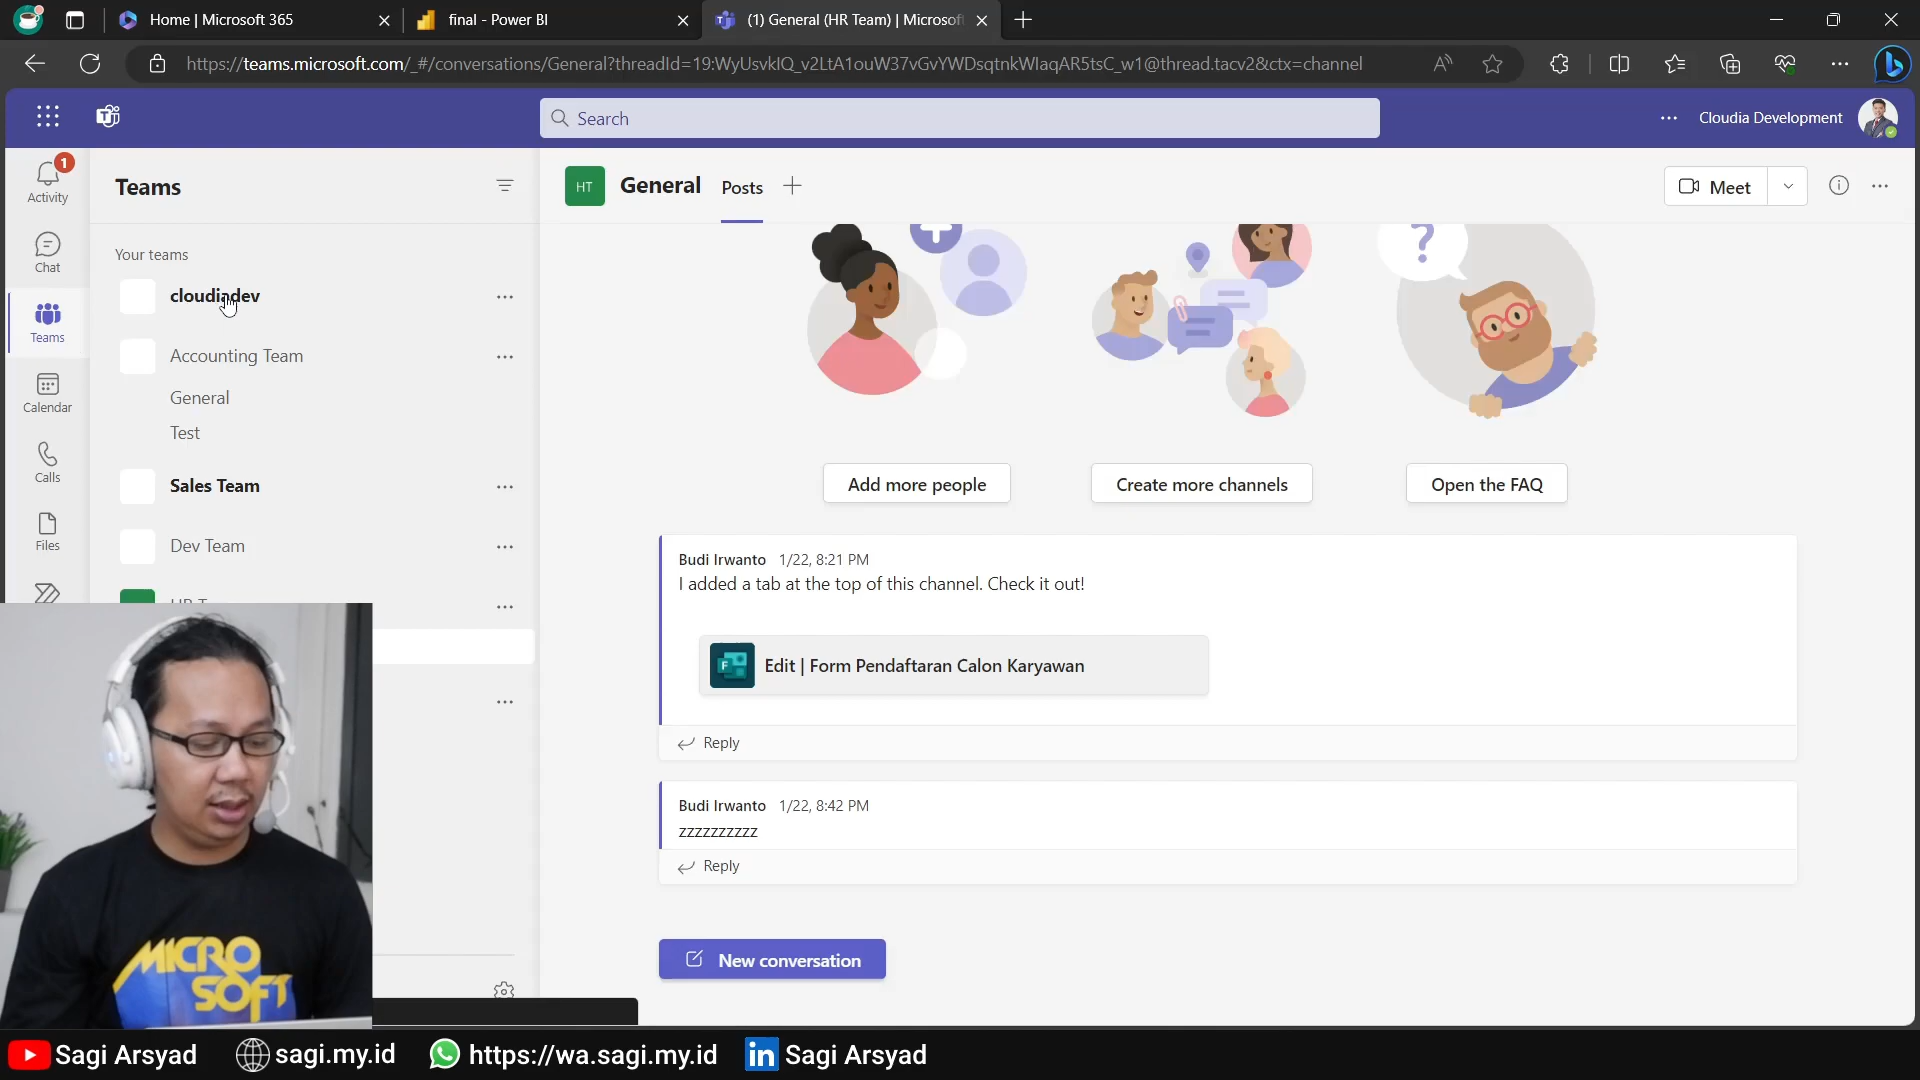 Home | Microsoft 365
final - Power BI
(1) General (HR Team) | Microsof
https://teams.microsoft.com/_#/conversations/General?threadId=19:WyUsvkIQ_v2LtA1ouW37vGvYWDsqtnkWlaqAR5tsC_w1@thread.tacv2&ctx=channel
Search
Cloudia Development
1
Activity
Chat
Teams
Calendar
Calls
Files
Teams
Your teams
cloudiadev
Accounting Team
General
Test
Sales Team
Dev Team
HT
General
Posts
Meet
Add more people
Create more channels
Open the FAQ
Budi Irwanto 1/22, 8:21 PM
I added a tab at the top of this channel. Check it out!
Edit | Form Pendaftaran Calon Karyawan
Reply
Budi Irwanto 1/22, 8:42 PM
zzzzzzzzzz
Reply
New conversation
MICRO
SOFT
Sagi Arsyad
sagi.my.id
https://wa.sagi.my.id
in Sagi Arsyad